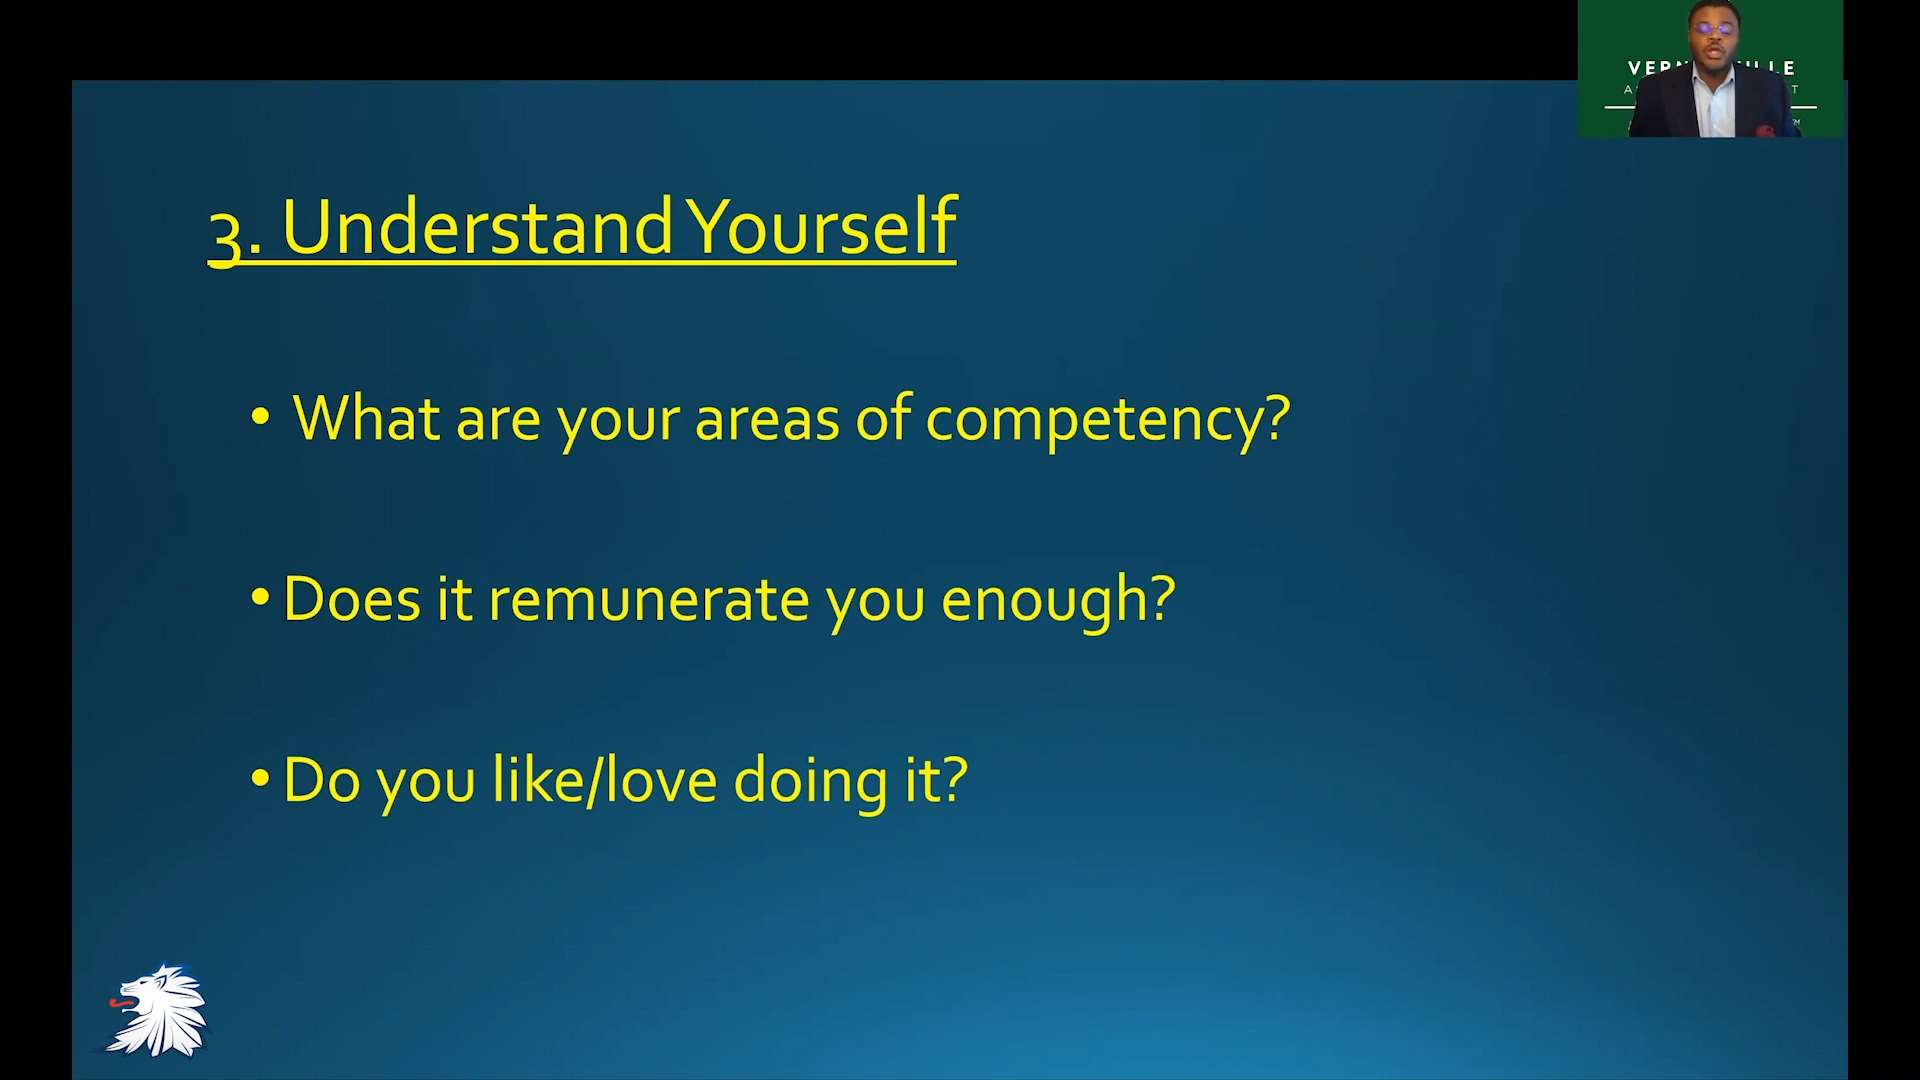 3. Understand Yourself
• What are your areas of competency?
• Does it remunerate you enough?
• Do you like/love doing it?